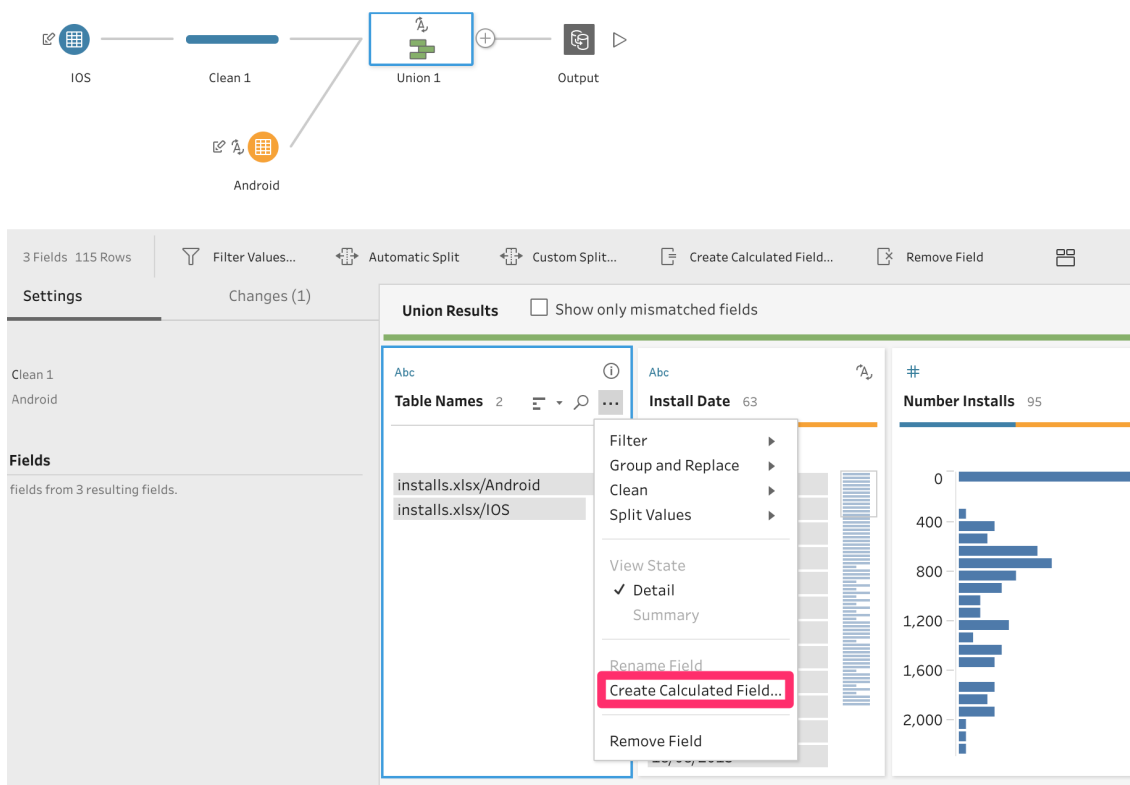 IOS
Clean 1
Union 1
Output
Android
3 Fields 115 Rows
Filter Values...
Automatic Split
Custom Split...
Create Calculated Field...
Remove Field
Settings
Changes (1)
Union Results
Show only mismatched fields
Clean 1
Android
Fields
fields from 3 resulting fields.
Abc
Table Names 2
installs.xlsx/Android
installs.xlsx/IOS
Abc
Install Date 63
#
Number Installs 95
0
400
800
1,200
1,600
2,000
Filter
Group and Replace
Clean
Split Values
View State
Detail
Summary
Rename Field
Create Calculated Field...
Remove Field